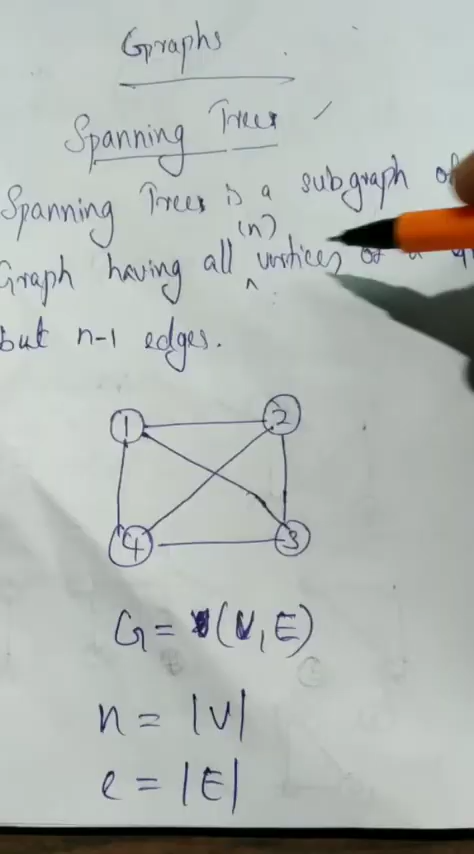 Graphs
Spanning Trees
Spanning Trees is a subgraph of
Graph having all (n) vertices of a
but n-1 edges.
1 2
4 3
G = (V, E)
n = |V|
e = |E|